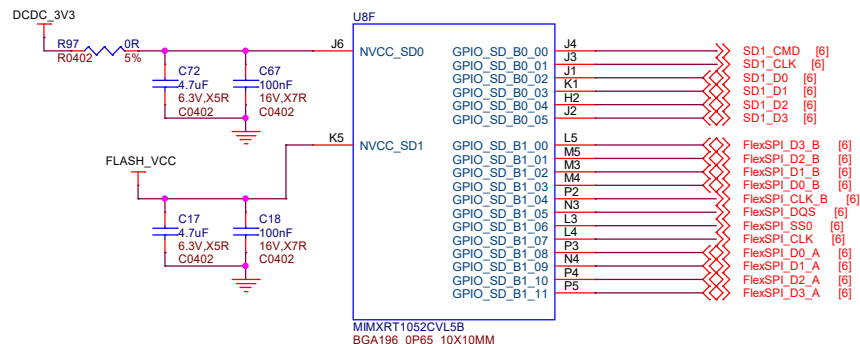 DCDC_3V3
R97 0R
R0402 5%
C72
4.7uF
6.3V,X5R
C0402
C67
100nF
16V,X7R
C0402
FLASH_VCC
C17
4.7uF
6.3V,X5R
C0402
C18
100nF
16V,X7R
C0402
U8F
J6 NVCC_SD0
K5 NVCC_SD1
GPIO_SD_B0_00 J4 SD1_CMD [6]
GPIO_SD_B0_01 J3 SD1_CLK [6]
GPIO_SD_B0_02 J1 SD1_D0 [6]
GPIO_SD_B0_03 K1 SD1_D1 [6]
GPIO_SD_B0_04 H2 SD1_D2 [6]
GPIO_SD_B0_05 J2 SD1_D3 [6]
GPIO_SD_B1_00 L5 FlexSPI_D3_B [6]
GPIO_SD_B1_01 M5 FlexSPI_D2_B [6]
GPIO_SD_B1_02 M3 FlexSPI_D1_B [6]
GPIO_SD_B1_03 M4 FlexSPI_D0_B [6]
GPIO_SD_B1_04 P2 FlexSPI_CLK_B [6]
GPIO_SD_B1_05 N3 FlexSPI_DQS [6]
GPIO_SD_B1_06 L3 FlexSPI_SS0 [6]
GPIO_SD_B1_07 L4 FlexSPI_CLK [6]
GPIO_SD_B1_08 P3 FlexSPI_D0_A [6]
GPIO_SD_B1_09 N4 FlexSPI_D1_A [6]
GPIO_SD_B1_10 P4 FlexSPI_D2_A [6]
GPIO_SD_B1_11 P5 FlexSPI_D3_A [6]
MIMXRT1052CVL5B
BGA196_0P65_10X10MM